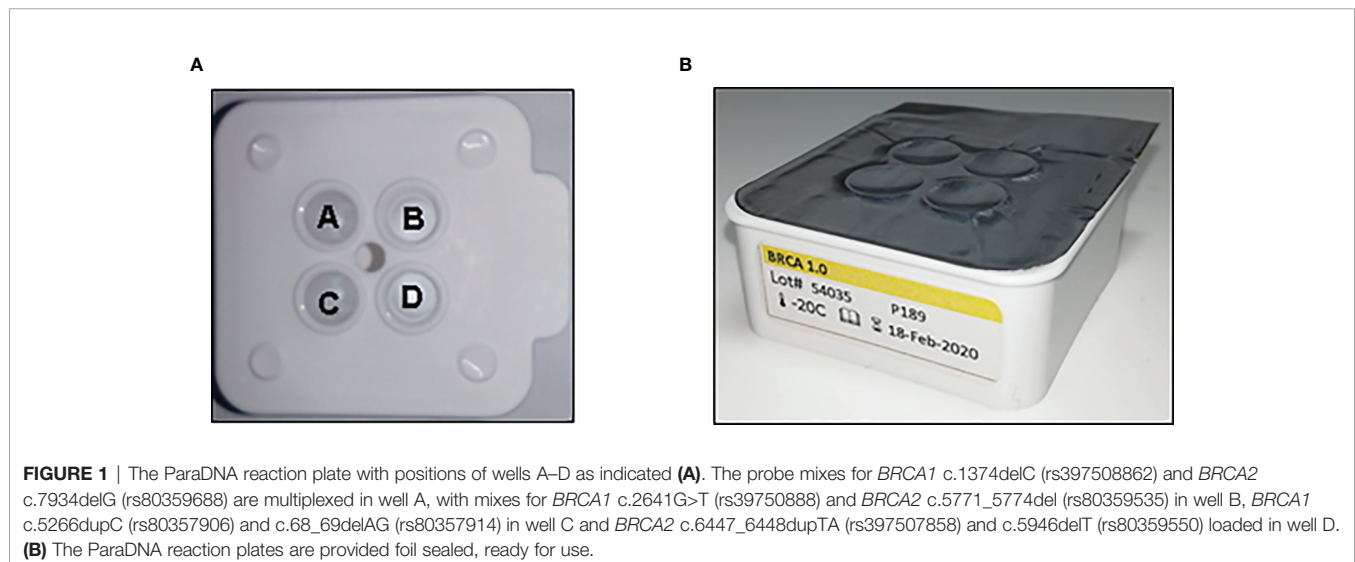 A
B
A B
C D
BRCA 1.0
Lot# 54035 P189
-20C 18-Feb-2020
FIGURE 1 | The ParaDNA reaction plate with positions of wells A–D as indicated (A). The probe mixes for BRCA1 c.1374delC (rs397508862) and BRCA2
c.7934delG (rs80359688) are multiplexed in well A, with mixes for BRCA1 c.2641G>T (rs39750888) and BRCA2 c.5771_5774del (rs80359535) in well B, BRCA1
c.5266dupC (rs80357906) and c.68_69delAG (rs80357914) in well C and BRCA2 c.6447_6448dupTA (rs397507858) and c.5946delT (rs80359550) loaded in well D.
(B) The ParaDNA reaction plates are provided foil sealed, ready for use.